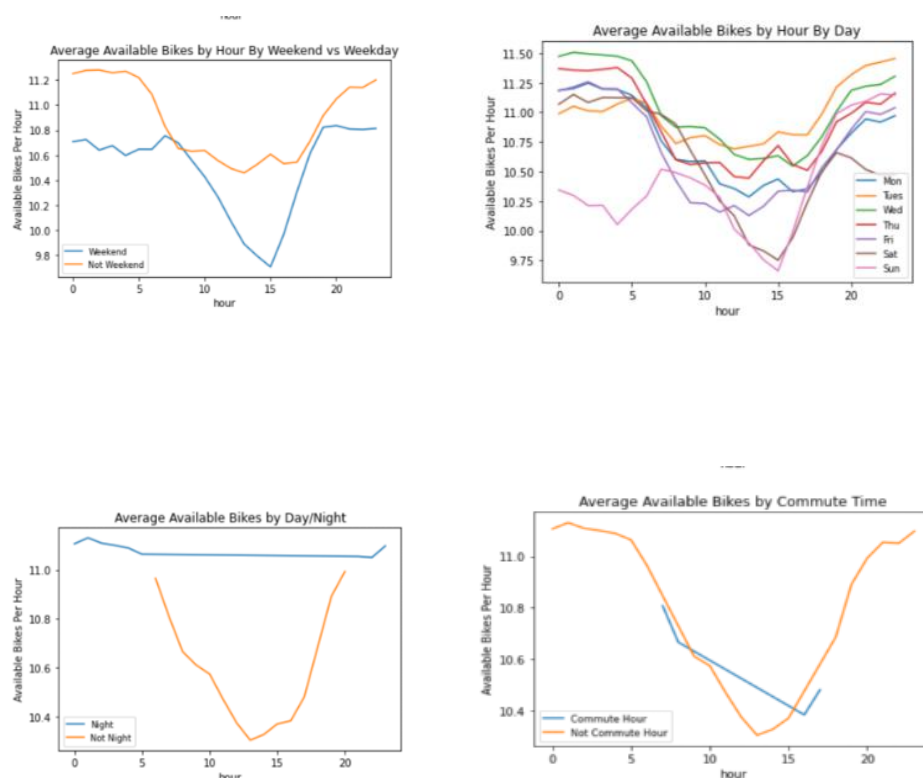 hour
Average Available Bikes by Hour By Weekend vs Weekday
Available Bikes Per Hour
11.2
11.0
10.8
10.6
10.4
10.2
10.0
9.8
Weekend
Not Weekend
0 5 10 15 20
hour
Average Available Bikes by Hour By Day
Available Bikes Per Hour
11.50
11.25
11.00
10.75
10.50
10.25
10.00
9.75
Mon
Tues
Wed
Thu
Fri
Sat
Sun
0 5 10 15 20
hour
Average Available Bikes by Day/Night
Available Bikes Per Hour
11.0
10.8
10.6
10.4
Night
Not Night
0 5 10 15 20
hour
Average Available Bikes by Commute Time
Available Bikes Per Hour
11.0
10.8
10.6
10.4
Commute Hour
Not Commute Hour
0 5 10 15 20
hour